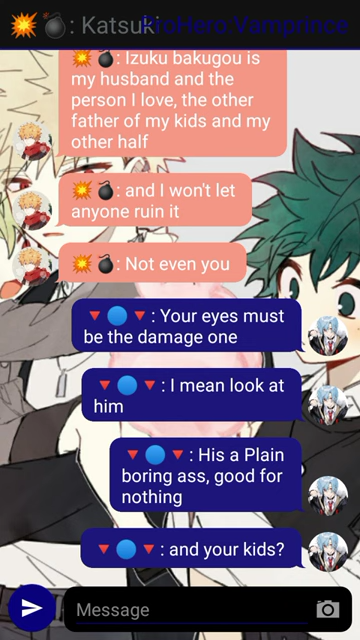 💥💣: Katsuk ProHero Vamprince
💥💣: Izuku bakugou is
my husband and the
person I love, the other
father of my kids and my
other half
💥💣: and I won't let
anyone ruin it
💥💣: Not even you
🔻🔵🔻: Your eyes must
be the damage one
🔻🔵🔻: I mean look at
him
🔻🔵🔻: His a Plain
boring ass, good for
nothing
🔻🔵🔻: and your kids?
Message